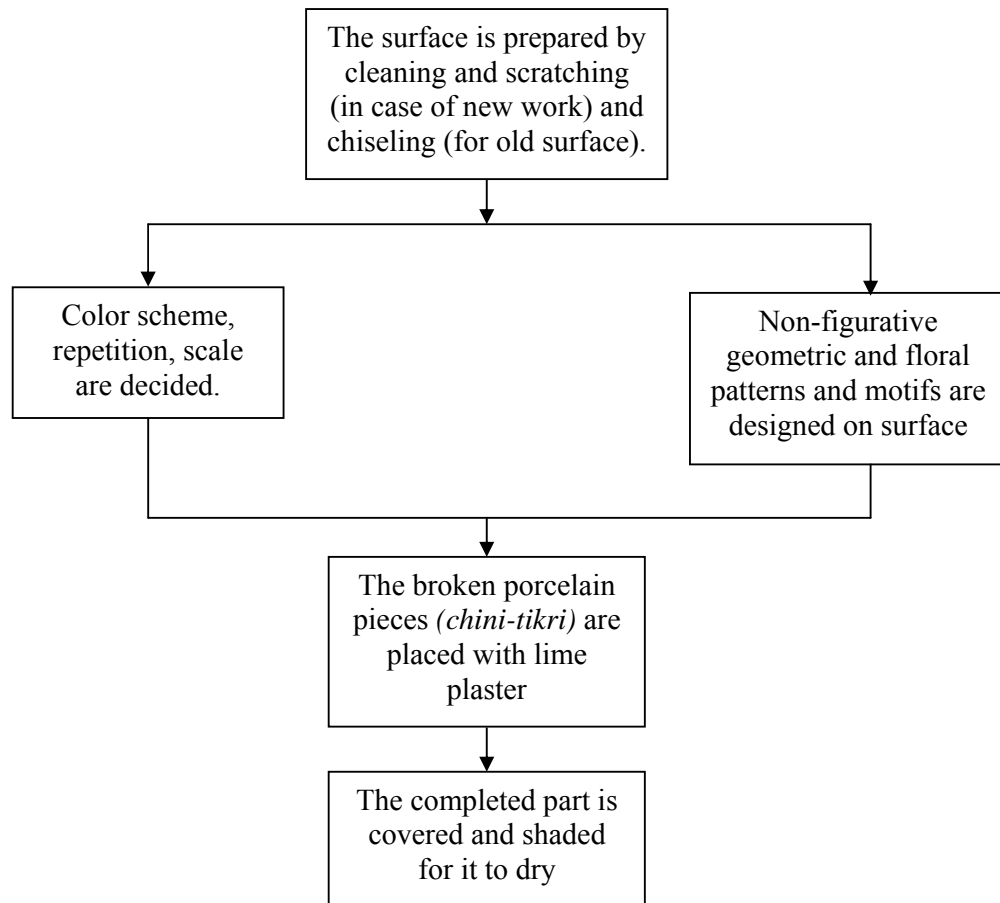 The surface is prepared by
cleaning and scratching
(in case of new work) and
chiseling (for old surface).
Color scheme,
repetition, scale
are decided.
Non-figurative
geometric and floral
patterns and motifs are
designed on surface
The broken porcelain
pieces (chini-tikri) are
placed with lime
plaster
The completed part is
covered and shaded
for it to dry